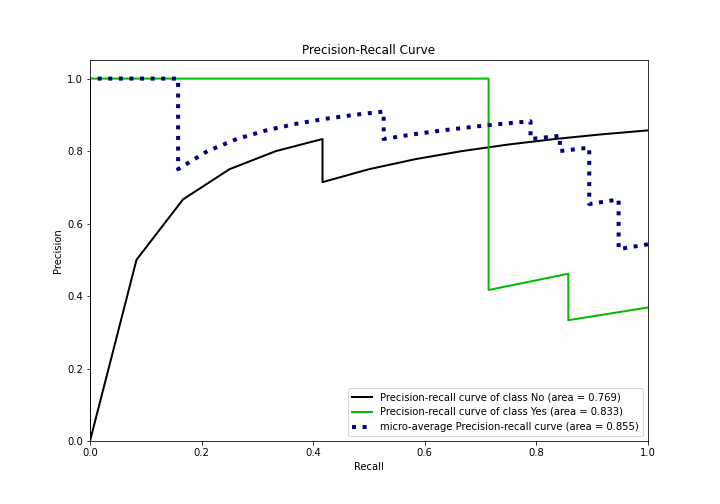 Precision-Recall Curve
1.0
0.8
0.6
0.4
0.2
0.0
Precision
0.0 0.2 0.4 0.6 0.8 1.0
Recall
Precision-recall curve of class No (area = 0.769)
Precision-recall curve of class Yes (area = 0.833)
micro-average Precision-recall curve (area = 0.855)